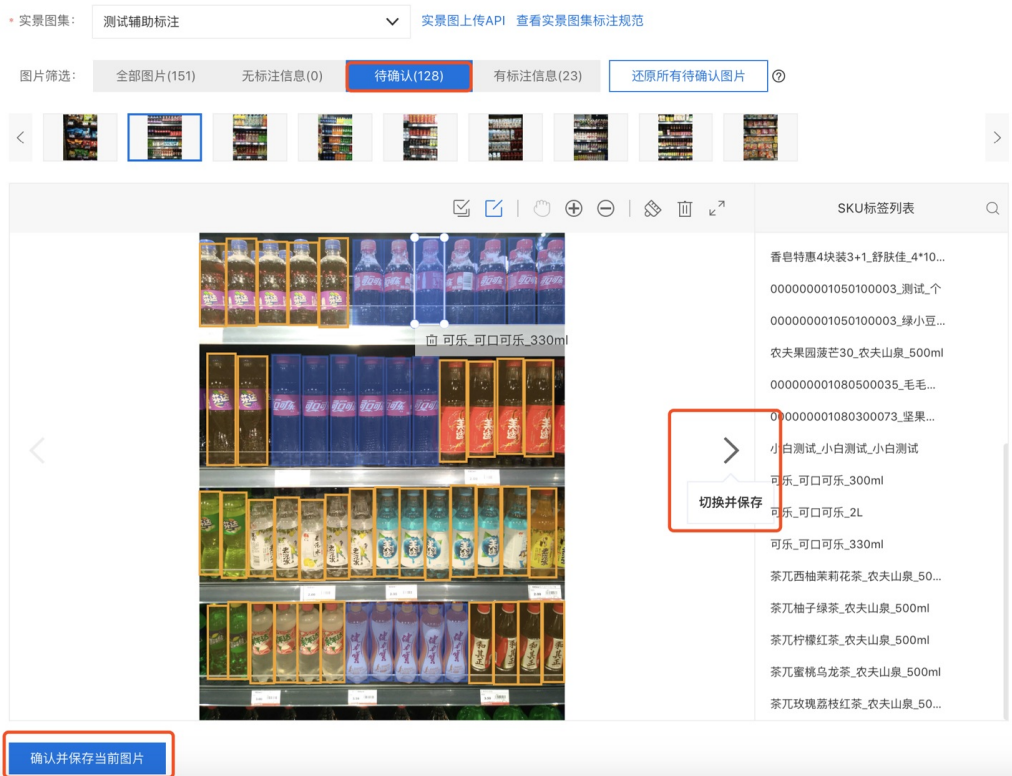 * 实景图集：
测试辅助标注
实景图上传API 查看实景图集标注规范
图片筛选：
全部图片(151) 无标注信息(0) 待确认(128) 有标注信息(23) 还原所有待确认图片
SKU标签列表
香皂特惠4块装3+1_舒肤佳_4*10...
000000001050100003_测试_个
000000001050100003_绿小豆...
可乐_可口可乐_330ml
农夫果园菠芒30_农夫山泉_500ml
000000001080500035_毛毛...
000000001080300073_坚果...
小白测试_小白测试_小白测试
可乐_可口可乐_300ml
切换并保存
可乐_可口可乐_2L
可乐_可口可乐_330ml
茶兀西柚茉莉花茶_农夫山泉_50...
茶兀柚子绿茶_农夫山泉_500ml
茶兀柠檬红茶_农夫山泉_500ml
和其正
茶兀蜜桃乌龙茶_农夫山泉_500ml
茶兀玫瑰荔枝红茶_农夫山泉_50...
确认并保存当前图片